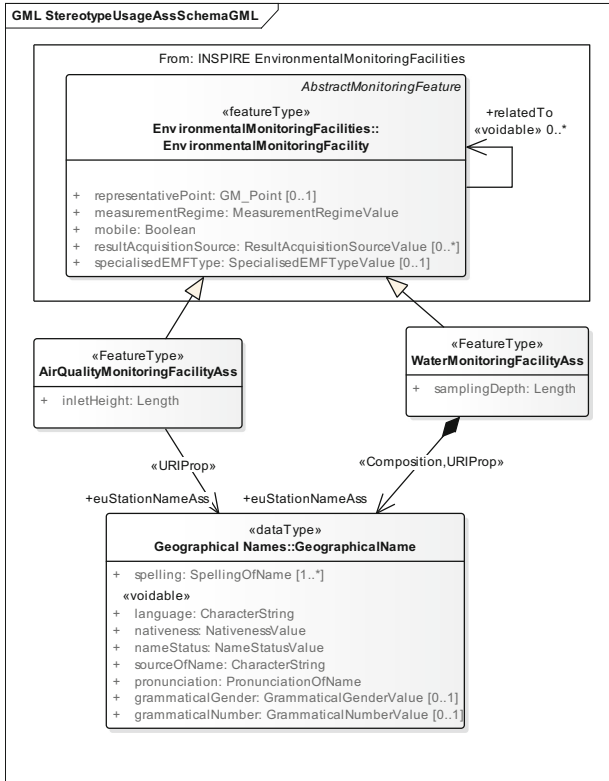 GML StereotypeUsageAssSchemaGML
From: INSPIRE EnvironmentalMonitoringFacilities
AbstractMonitoringFeature
«featureType»
EnvironmentalMonitoringFacilities::
EnvironmentalMonitoringFacility
+ representativePoint: GM_Point [0..1]
+ measurementRegime: MeasurementRegimeValue
+ mobile: Boolean
+ resultAcquisitionSource: ResultAcquisitionSourceValue [0..*]
+ specialisedEMFType: SpecialisedEMFTypeValue [0..1]
+relatedTo
«voidable» 0..*
«FeatureType»
AirQualityMonitoringFacilityAss
+ inletHeight: Length
«FeatureType»
WaterMonitoringFacilityAss
+ samplingDepth: Length
«URIProp»
«Composition,URIProp»
+euStationNameAss
+euStationNameAss
«dataType»
Geographical Names::GeographicalName
+ spelling: SpellingOfName [1..*]
«voidable»
+ language: CharacterString
+ nativeness: NativenessValue
+ nameStatus: NameStatusValue
+ sourceOfName: CharacterString
+ pronunciation: PronunciationOfName
+ grammaticalGender: GrammaticalGenderValue [0..1]
+ grammaticalNumber: GrammaticalNumberValue [0..1]